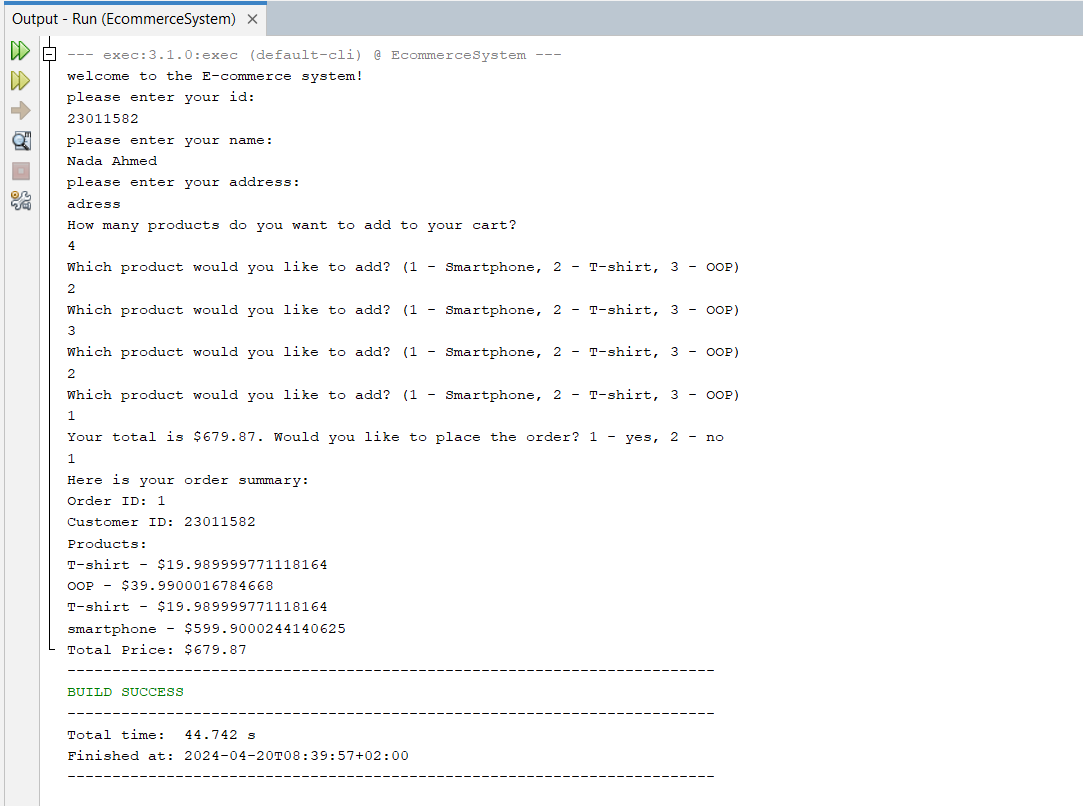 Output - Run (EcommerceSystem) ×
--- exec:3.1.0:exec (default-cli) @ EcommerceSystem ---
welcome to the E-commerce system!
please enter your id:
23011582
please enter your name:
Nada Ahmed
please enter your address:
adress
How many products do you want to add to your cart?
4
Which product would you like to add? (1 - Smartphone, 2 - T-shirt, 3 - OOP)
2
Which product would you like to add? (1 - Smartphone, 2 - T-shirt, 3 - OOP)
3
Which product would you like to add? (1 - Smartphone, 2 - T-shirt, 3 - OOP)
2
Which product would you like to add? (1 - Smartphone, 2 - T-shirt, 3 - OOP)
1
Your total is $679.87. Would you like to place the order? 1 - yes, 2 - no
1
Here is your order summary:
Order ID: 1
Customer ID: 23011582
Products:
T-shirt - $19.989999771118164
OOP - $39.9900016784668
T-shirt - $19.989999771118164
smartphone - $599.9000244140625
Total Price: $679.87
------------------------------------------------------------------------
BUILD SUCCESS
------------------------------------------------------------------------
Total time:  44.742 s
Finished at: 2024-04-20T08:39:57+02:00
------------------------------------------------------------------------